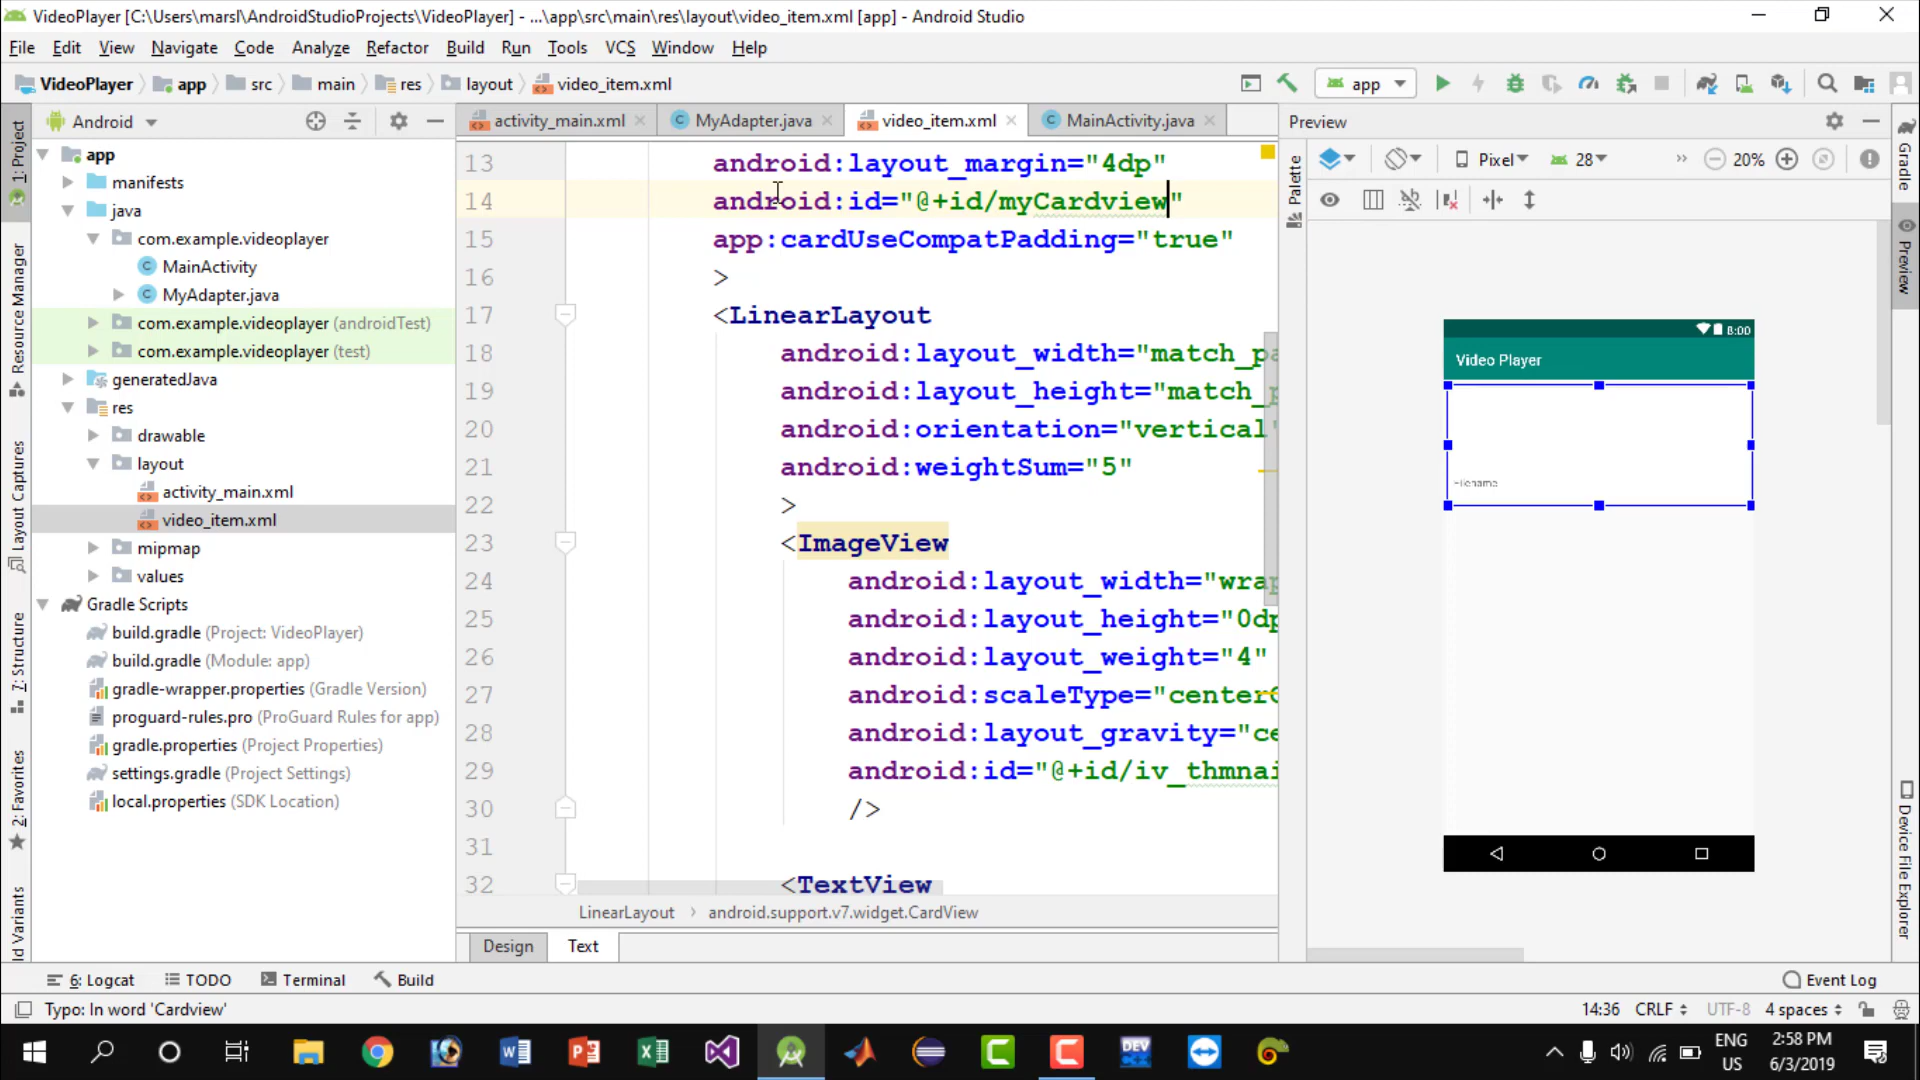 VideoPlayer [C:\Users\marsl\AndroidStudioProjects\VideoPlayer] - ...\app\src\main\res\layout\video_item.xml [app] - Android Studio
File Edit View Navigate Code Analyze Refactor Build Run Tools VCS Window Help
VideoPlayer app src main res layout video_item.xml app
Android activity_main.xml MyAdapter.java video_item.xml MainActivity.java Preview
1: Project
Resource Manager
Layout Captures
7: Structure
2: Favorites
ld Variants
app
manifests
java
com.example.videoplayer
MainActivity
MyAdapter.java
com.example.videoplayer (androidTest)
com.example.videoplayer (test)
generatedJava
res
drawable
layout
activity_main.xml
video_item.xml
mipmap
values
Gradle Scripts
build.gradle (Project: VideoPlayer)
build.gradle (Module: app)
gradle-wrapper.properties (Gradle Version)
proguard-rules.pro (ProGuard Rules for app)
gradle.properties (Project Properties)
settings.gradle (Project Settings)
local.properties (SDK Location)
13 android:layout_margin="4dp"
14 android:id="@+id/myCardview"
15 app:cardUseCompatPadding="true"
16 >
17 <LinearLayout
18 android:layout_width="match_pa
19 android:layout_height="match_p
20 android:orientation="vertical"
21 android:weightSum="5"
22 >
23 <ImageView
24 android:layout_width="wrap
25 android:layout_height="0dp
26 android:layout_weight="4"
27 android:scaleType="centerC
28 android:layout_gravity="ce
29 android:id="@+id/iv_thmnai
30 />
31
32 <TextView
LinearLayout › android.support.v7.widget.CardView
Design Text
Palette
Pixel 28 » 20%
8:00
Video Player
Filename
Gradle
Preview
Device File Explorer
6: Logcat TODO Terminal Build Event Log
Typo: In word 'Cardview' 14:36 CRLF UTF-8 4 spaces
W P X DEV C++
ENG
US
2:58 PM
6/3/2019